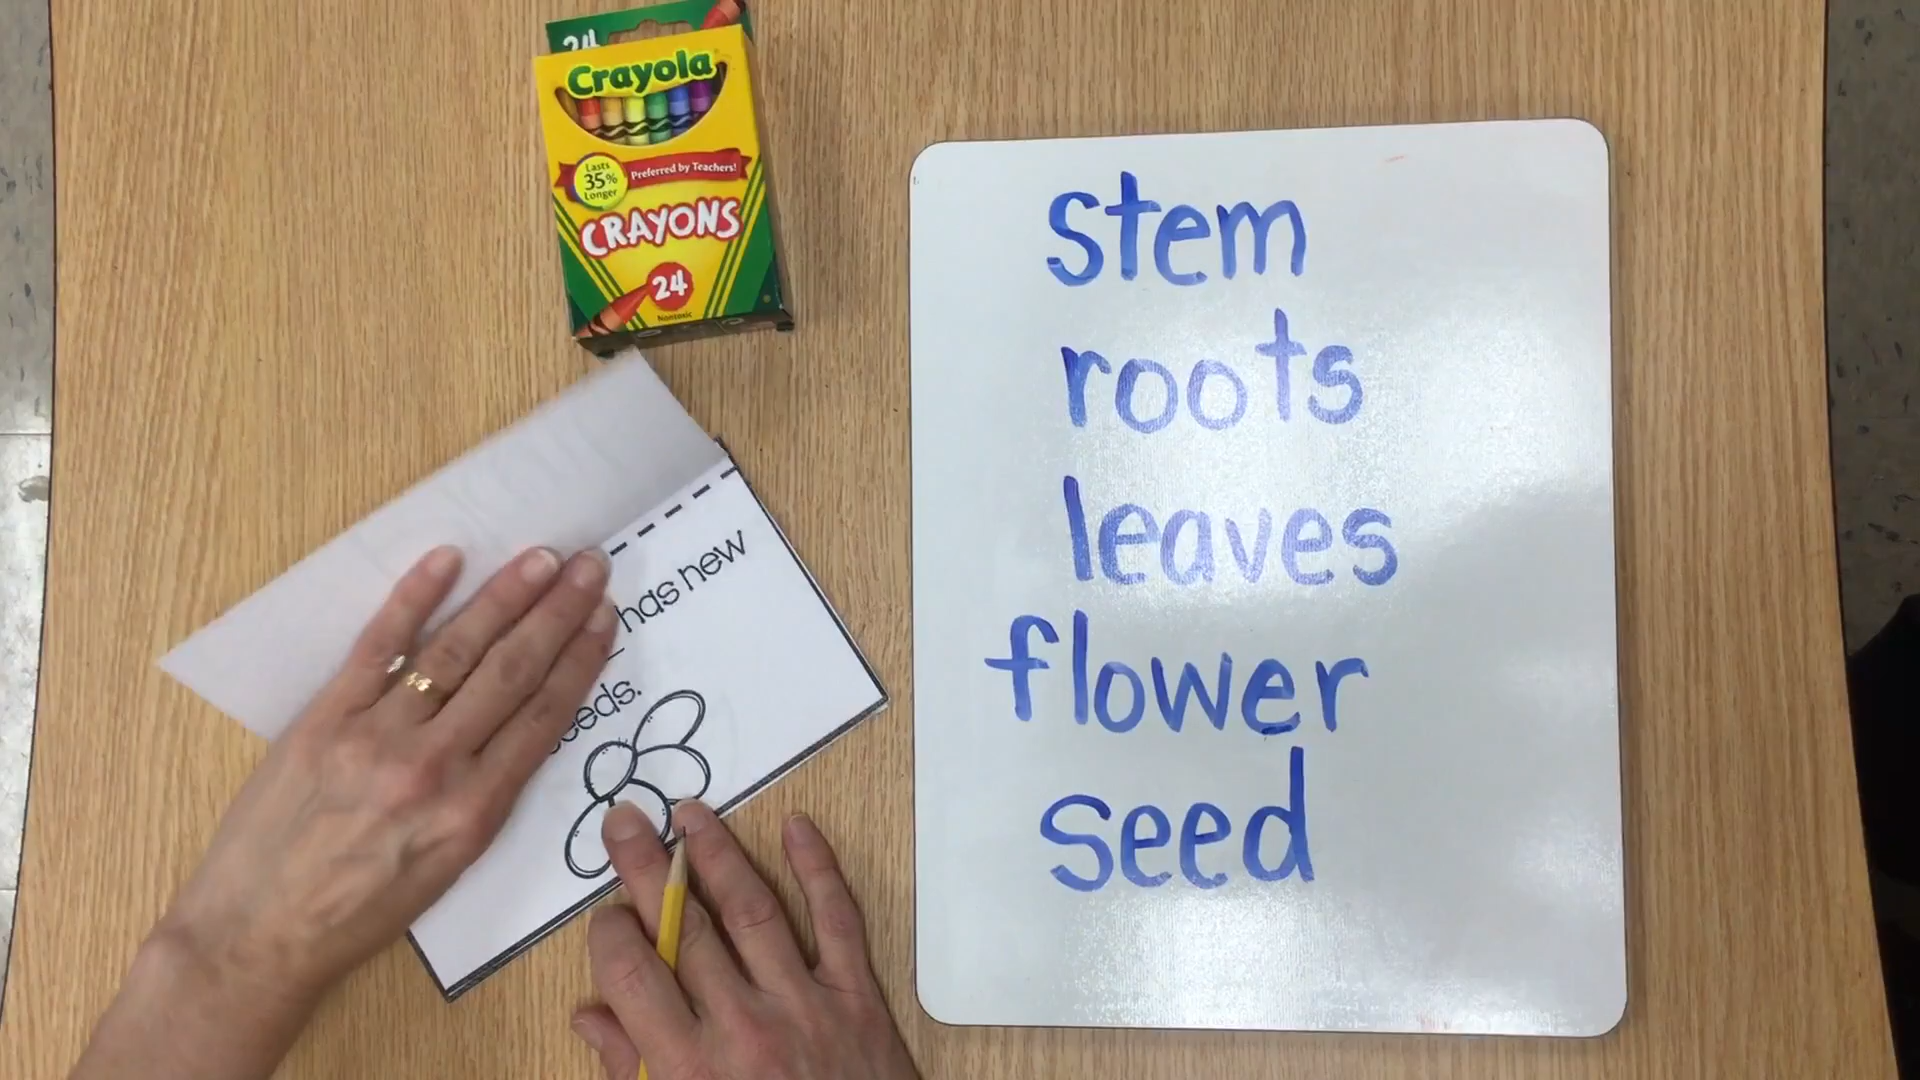 24
Crayola
Lasts
35%
Longer
Preferred by Teachers!
CRAYONS
24
Nontoxic
has new
seeds.
stem
roots
leaves
flower
seed